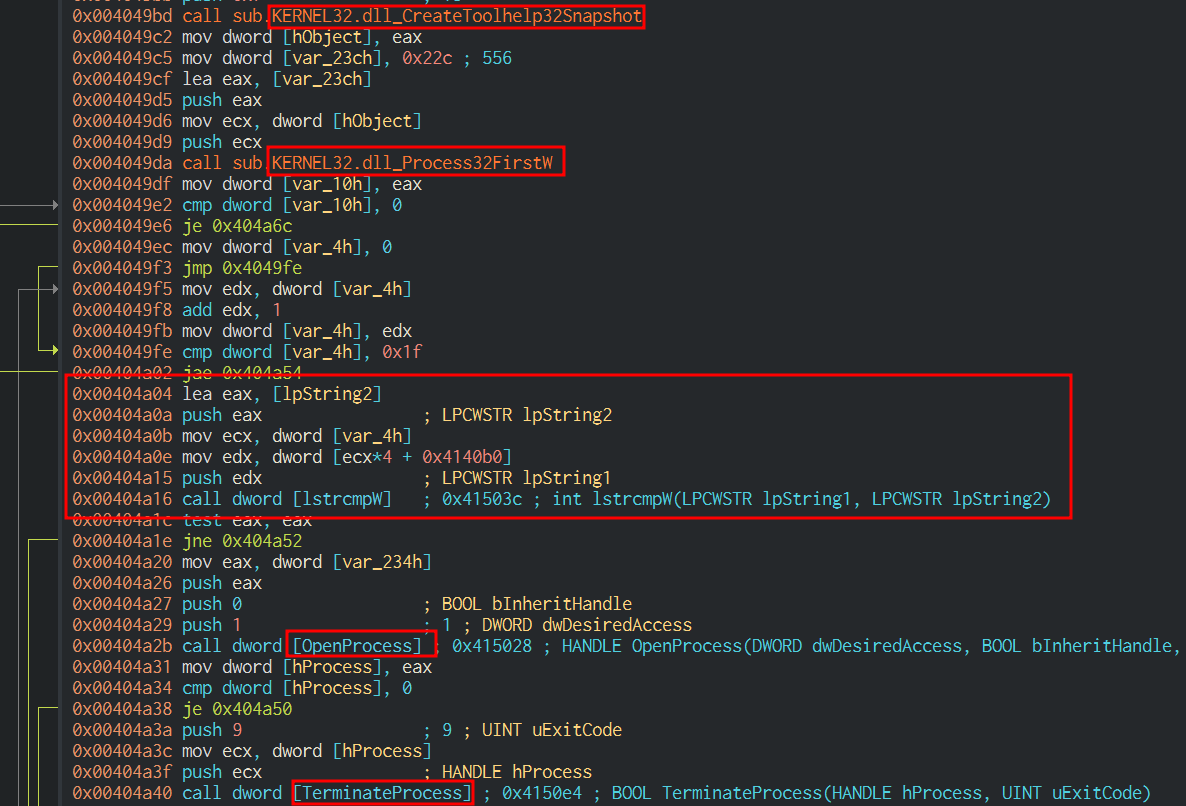 0x004049bd call sub.KERNEL32.dll_CreateToolhelp32Snapshot
0x004049c2 mov dword [hObject], eax
0x004049c5 mov dword [var_23ch], 0x22c ; 556
0x004049cf lea eax, [var_23ch]
0x004049d5 push eax
0x004049d6 mov ecx, dword [hObject]
0x004049d9 push ecx
0x004049da call sub.KERNEL32.dll_Process32FirstW
0x004049df mov dword [var_10h], eax
0x004049e2 cmp dword [var_10h], 0
0x004049e6 je 0x404a6c
0x004049ec mov dword [var_4h], 0
0x004049f3 jmp 0x4049fe
0x004049f5 mov edx, dword [var_4h]
0x004049f8 add edx, 1
0x004049fb mov dword [var_4h], edx
0x004049fe cmp dword [var_4h], 0x1f
0x00404a02 jae 0x404a54
0x00404a04 lea eax, [lpString2]
0x00404a0a push eax ; LPCWSTR lpString2
0x00404a0b mov ecx, dword [var_4h]
0x00404a0e mov edx, dword [ecx*4 + 0x4140b0]
0x00404a15 push edx ; LPCWSTR lpString1
0x00404a16 call dword [lstrcmpW] ; 0x41503c ; int lstrcmpW(LPCWSTR lpString1, LPCWSTR lpString2)
0x00404a1c test eax, eax
0x00404a1e jne 0x404a52
0x00404a20 mov eax, dword [var_234h]
0x00404a26 push eax
0x00404a27 push 0 ; BOOL bInheritHandle
0x00404a29 push 1 ; 1 ; DWORD dwDesiredAccess
0x00404a2b call dword [OpenProcess] ; 0x415028 ; HANDLE OpenProcess(DWORD dwDesiredAccess, BOOL bInheritHandle,
0x00404a31 mov dword [hProcess], eax
0x00404a34 cmp dword [hProcess], 0
0x00404a38 je 0x404a50
0x00404a3a push 9 ; 9 ; UINT uExitCode
0x00404a3c mov ecx, dword [hProcess]
0x00404a3f push ecx ; HANDLE hProcess
0x00404a40 call dword [TerminateProcess] ; 0x4150e4 ; BOOL TerminateProcess(HANDLE hProcess, UINT uExitCode)